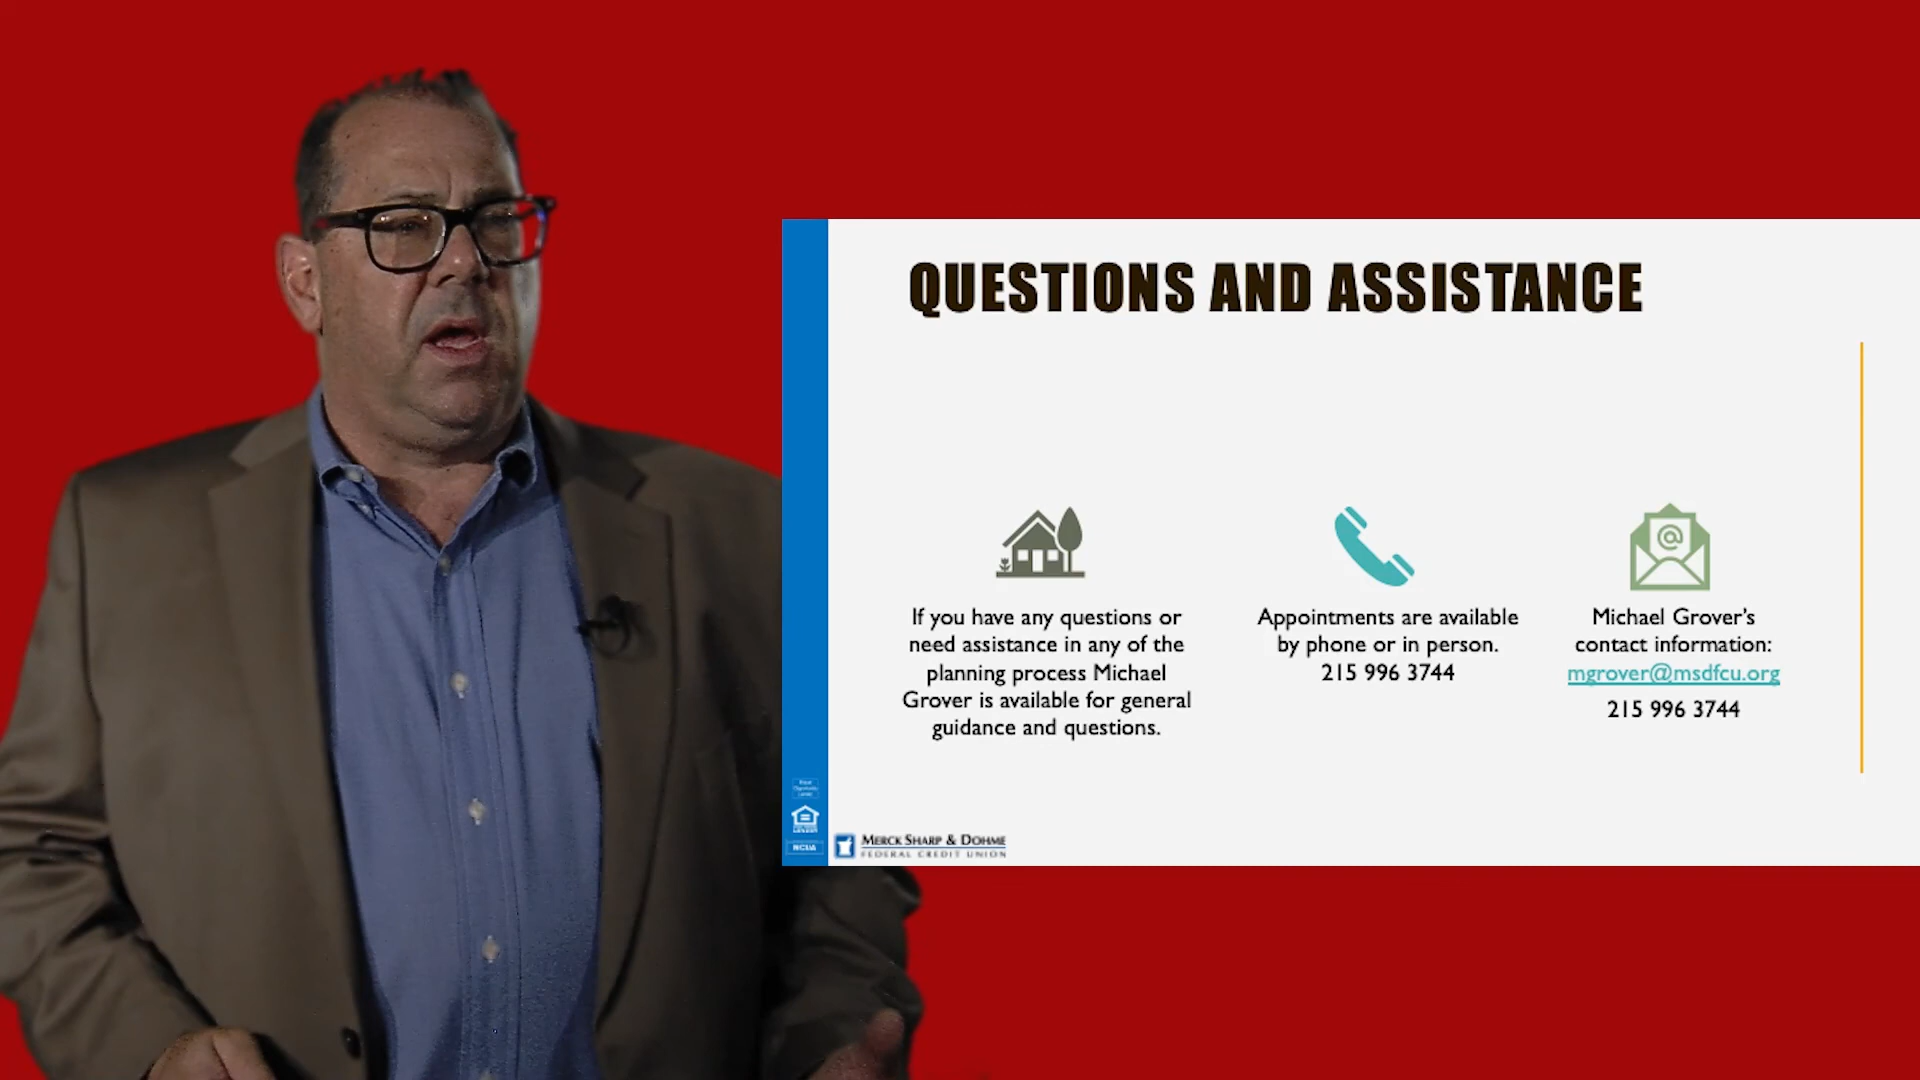 QUESTIONS AND ASSISTANCE
If you have any questions or
need assistance in any of the
planning process Michael
Grover is available for general
guidance and questions.
Appointments are available
by phone or in person.
215 996 3744
Michael Grover's
contact information:
mgrover@msdfcu.org
215 996 3744
NCUA
MERCK SHARP & DOHME
FEDERAL CREDIT UNION